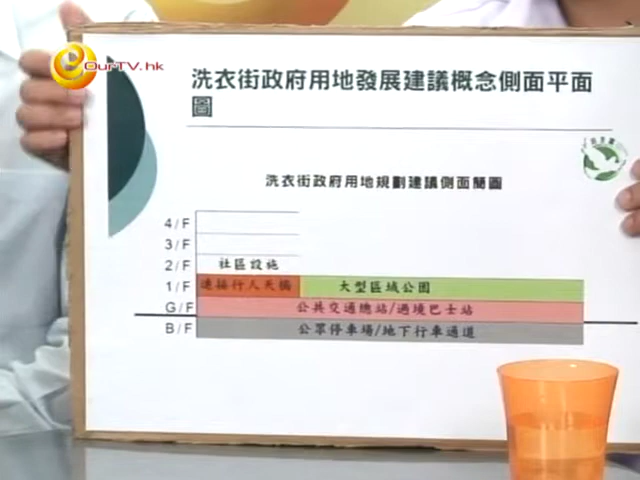 OurTV.hk
洗衣街政府用地發展建議概念側面平面
圖
洗衣街政府用地規劃建議側面簡圖
4/F
3/F
2/F 社區設施
1/F 連接行人天橋 大型區域公園
G/F 公共交通總站/過境巴士站
B/F 公眾停車場/地下行車通道